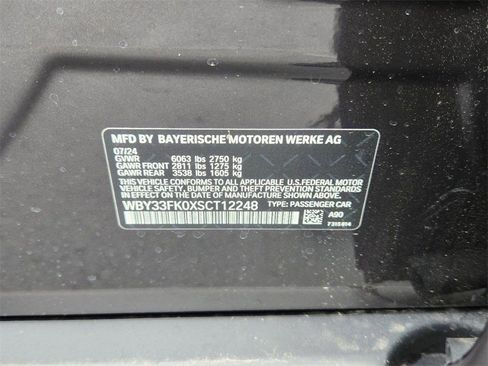 MFD BY BAYERISCHE MOTOREN WERKE AG
07/24
GVWR 6063 lbs 2750 kg
GAWR FRONT 2811 lbs 1275 kg
GAWR REAR 3538 lbs 1605 kg
THIS VEHICLE CONFORMS TO ALL APPLICABLE U.S. FEDERAL MOTOR
VEHICLE SAFETY, BUMPER AND THEFT PREVENTION STANDARDS
IN EFFECT ON THE DATE OF MANUFACTURE SHOWN ABOVE.
WBY33FK0XSCT12248 TYPE: PASSENGER CAR
A90